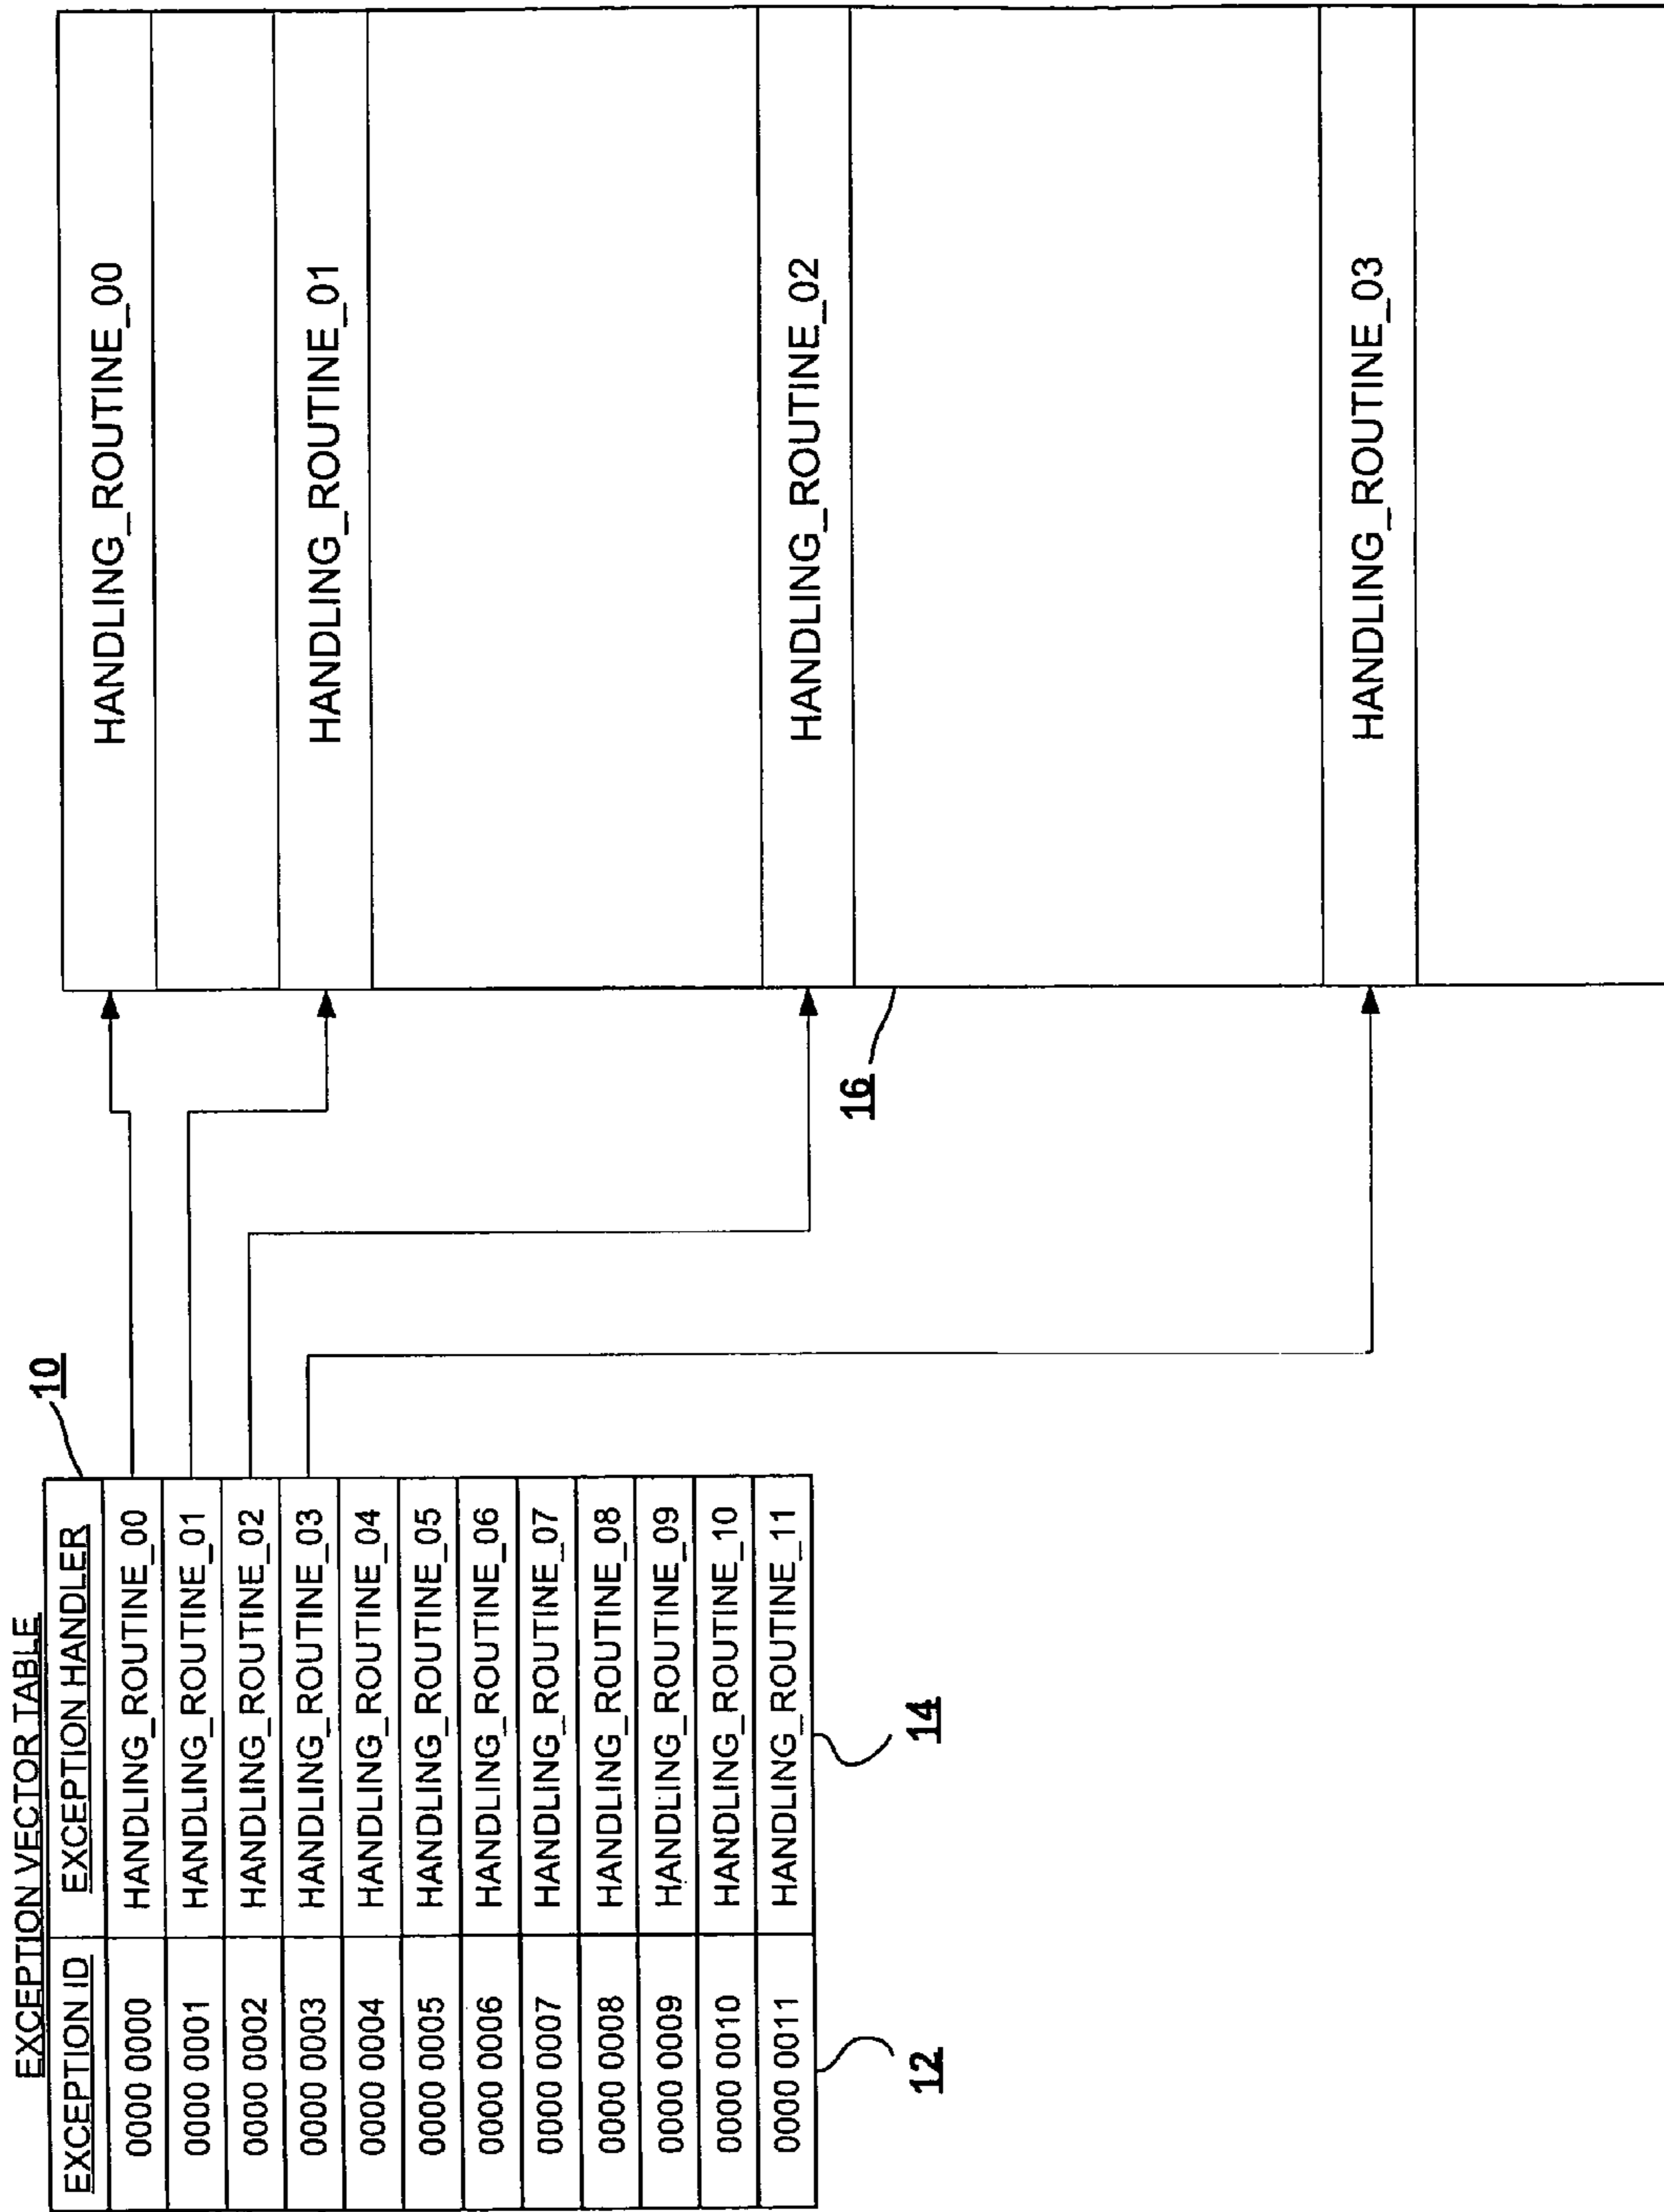 EXCEPTION VECTOR TABLE
10
EXCEPTION ID EXCEPTION HANDLER
0000 0000 HANDLING_ROUTINE_00
0000 0001 HANDLING_ROUTINE_01
0000 0002 HANDLING_ROUTINE_02
0000 0003 HANDLING_ROUTINE_03
0000 0004 HANDLING_ROUTINE_04
0000 0005 HANDLING_ROUTINE_05
0000 0006 HANDLING_ROUTINE_06
0000 0007 HANDLING_ROUTINE_07
0000 0008 HANDLING_ROUTINE_08
0000 0009 HANDLING_ROUTINE_09
0000 0010 HANDLING_ROUTINE_10
0000 0011 HANDLING_ROUTINE_11
12
14
HANDLING_ROUTINE_00
HANDLING_ROUTINE_01
HANDLING_ROUTINE_02
16
HANDLING_ROUTINE_03